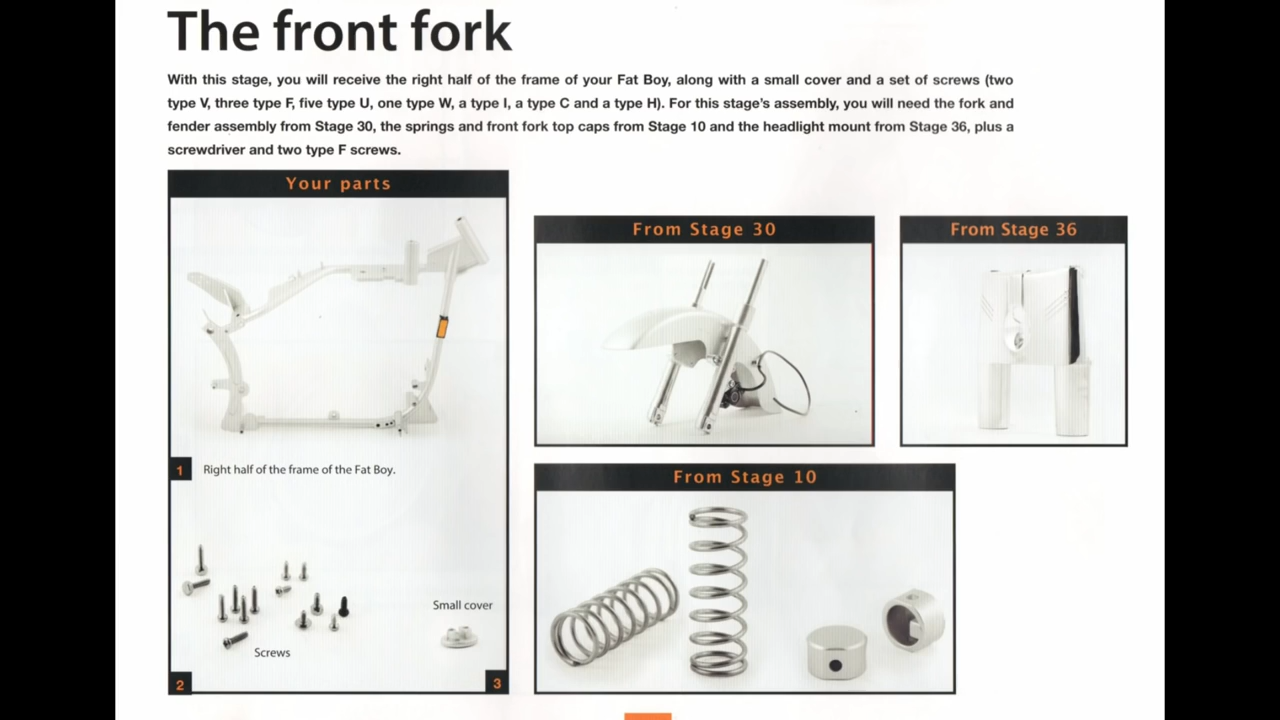 The front fork
With this stage, you will receive the right half of the frame of your Fat Boy, along with a small cover and a set of screws (two
type V, three type F, five type U, one type W, a type I, a type C and a type H). For this stage's assembly, you will need the fork and
fender assembly from Stage 30, the springs and front fork top caps from Stage 10 and the headlight mount from Stage 36, plus a
screwdriver and two type F screws.
Your parts
From Stage 30
From Stage 36
1 Right half of the frame of the Fat Boy.
From Stage 10
Small cover
Screws
2
3